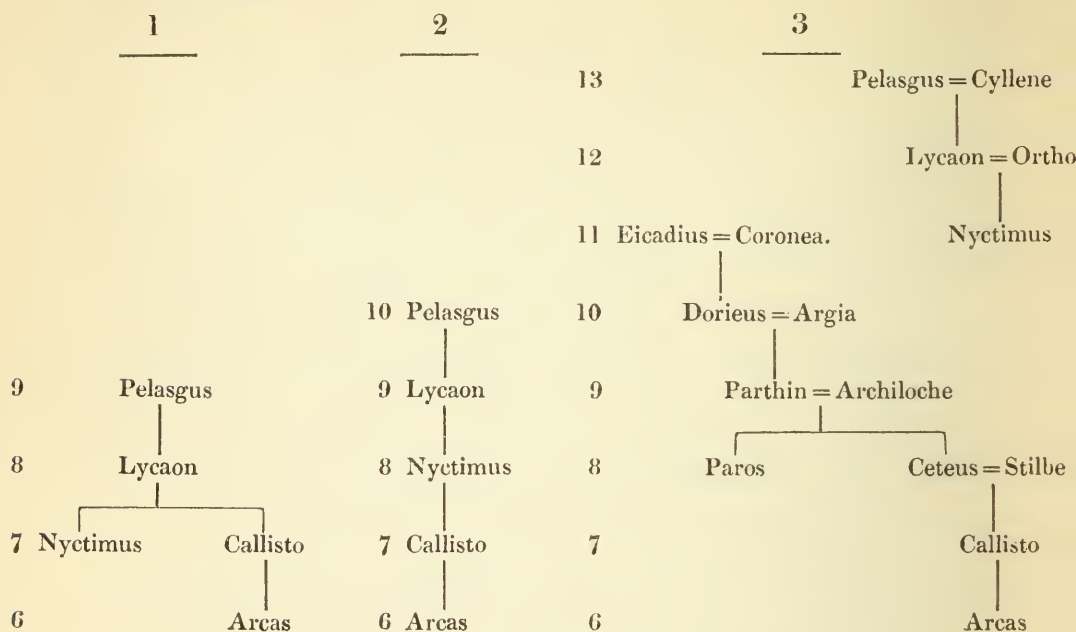 1 2 3
13 Pelasgus = Cyllene
12 Lycaon = Ortho
11 Eicadius = Coronea. Nyctimus
10 Pelasgus 10 Dorieus = Argia
9 Pelasgus 9 Lycaon 9 Parthin = Archiloche
8 Lycaon 8 Nyctimus 8 Paros Ceteus = Stilbe
7 Nyctimus Callisto 7 Callisto 7 Callisto
6 Arcas 6 Arcas 6 Arcas